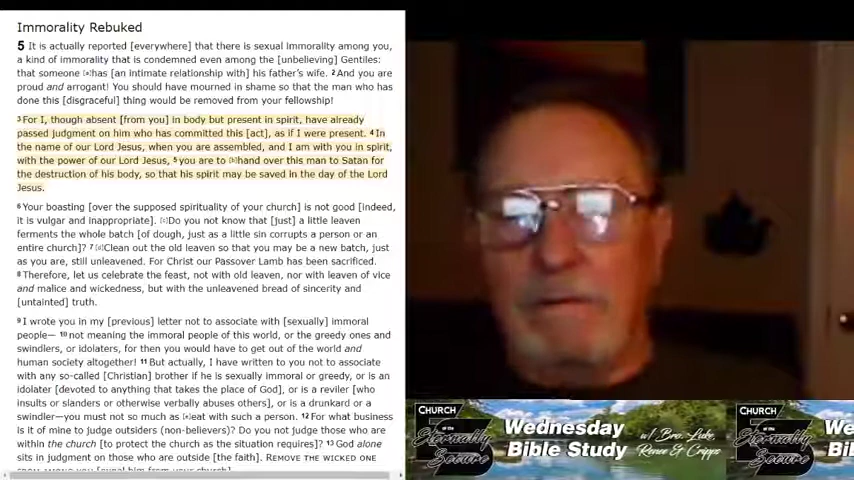 Immorality Rebuked
5 It is actually reported [everywhere] that there is sexual immorality among you,
a kind of immorality that is condemned even among the [unbelieving] Gentiles:
that someone [a]has [an intimate relationship with] his father's wife. 2 And you are
proud and arrogant! You should have mourned in shame so that the man who has
done this [disgraceful] thing would be removed from your fellowship!
3 For I, though absent [from you] in body but present in spirit, have already
passed judgment on him who has committed this [act], as if I were present. 4 In
the name of our Lord Jesus, when you are assembled, and I am with you in spirit,
with the power of our Lord Jesus, 5 you are to [b]hand over this man to Satan for
the destruction of his body, so that his spirit may be saved in the day of the Lord
Jesus.
6 Your boasting [over the supposed spirituality of your church] is not good [indeed,
it is vulgar and inappropriate]. [c]Do you not know that [just] a little leaven
ferments the whole batch [of dough, just as a little sin corrupts a person or an
entire church]? 7 [d]Clean out the old leaven so that you may be a new batch, just
as you are, still unleavened. For Christ our Passover Lamb has been sacrificed.
8 Therefore, let us celebrate the feast, not with old leaven, nor with leaven of vice
and malice and wickedness, but with the unleavened bread of sincerity and
[untainted] truth.
9 I wrote you in my [previous] letter not to associate with [sexually] immoral
people— 10 not meaning the immoral people of this world, or the greedy ones and
swindlers, or idolaters, for then you would have to get out of the world and
human society altogether! 11 But actually, I have written to you not to associate
with any so-called [Christian] brother if he is sexually immoral or greedy, or is an
idolater [devoted to anything that takes the place of God], or is a reviler [who
insults or slanders or otherwise verbally abuses others], or is a drunkard or a
swindler—you must not so much as [e]eat with such a person. 12 For what business
is it of mine to judge outsiders (non-believers)? Do you not judge those who are
within the church [to protect the church as the situation requires]? 13 God alone
sits in judgment on those who are outside [the faith]. REMOVE THE WICKED ONE
CHURCH
of the
Eternally
Secure
Wednesday
Bible Study
w/ Bro. Luke,
Renee & Cripps
CHURCH
of the
Eternally
Secure
We
Bib